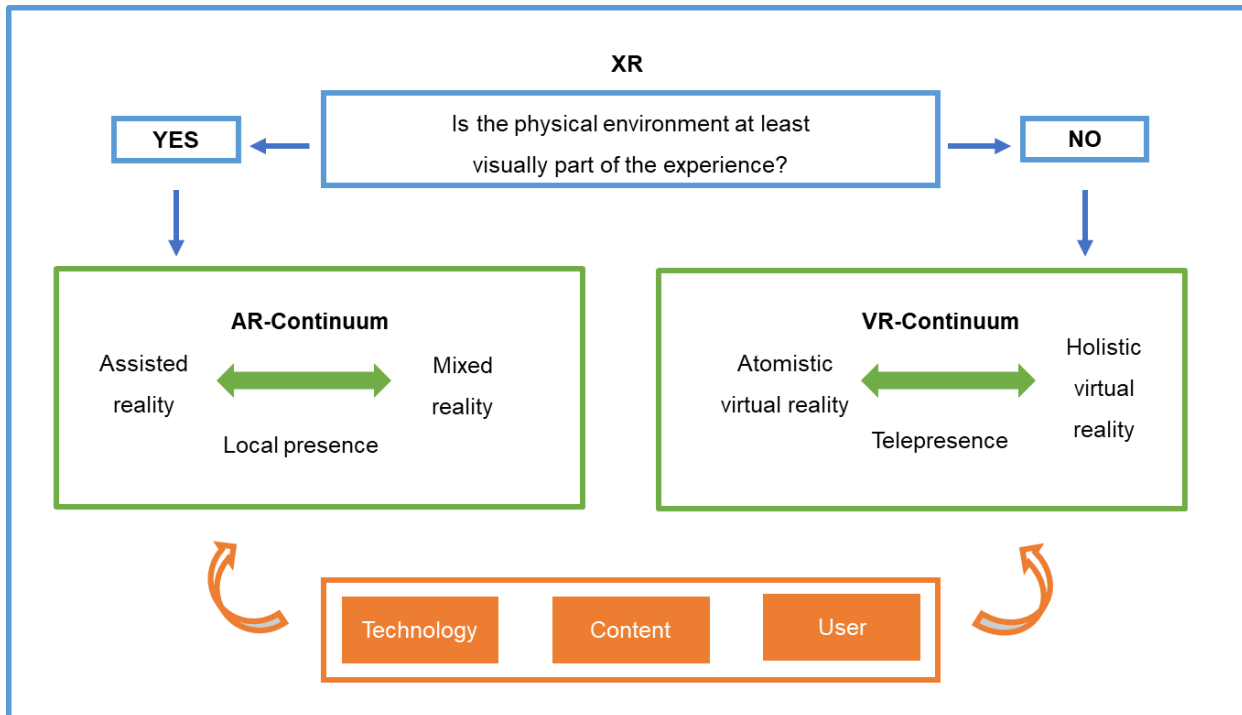 XR
Is the physical environment at least
visually part of the experience?
YES
NO
AR-Continuum
Assisted
reality
Mixed
reality
Local presence
VR-Continuum
Atomistic
virtual reality
Holistic
virtual
reality
Telepresence
Technology
Content
User